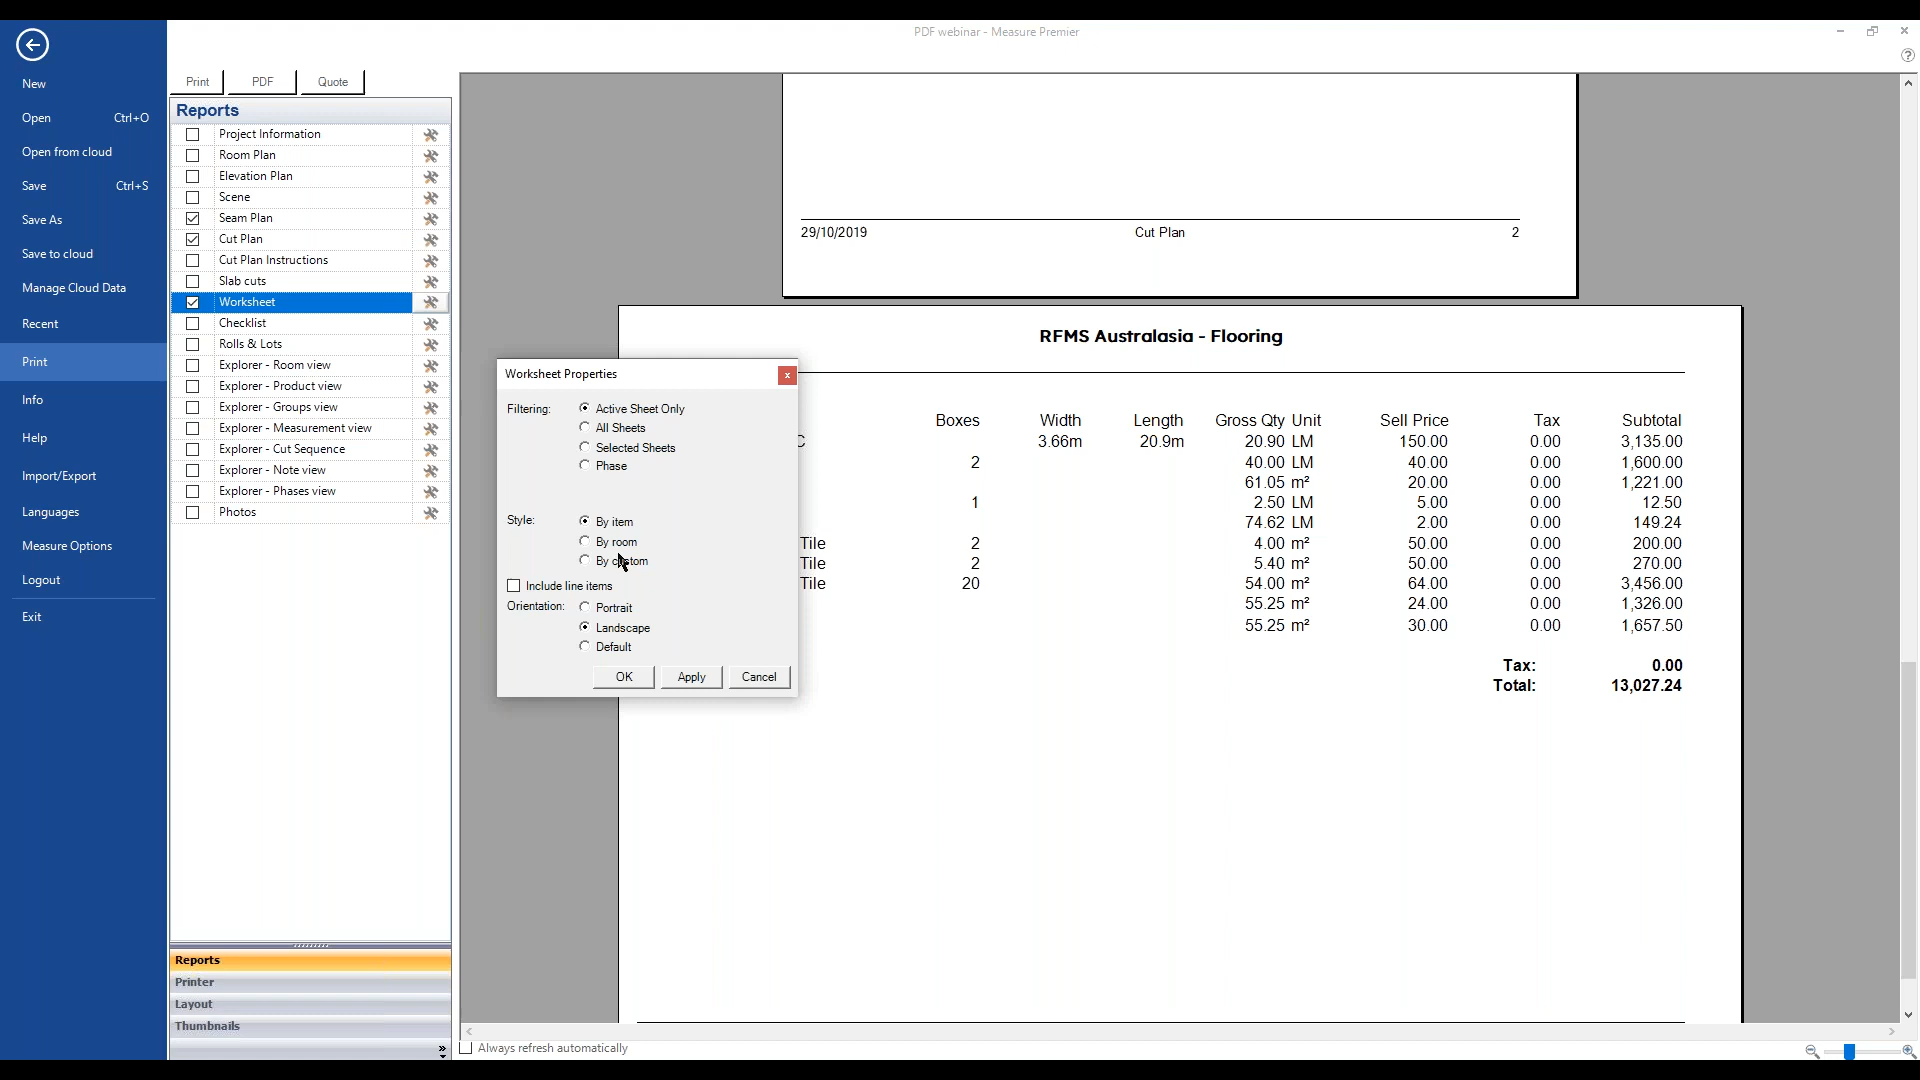 PDF webinar - Measure Premier
New
Open Ctrl+O
Open from cloud
Save Ctrl+S
Save As
Save to cloud
Manage Cloud Data
Recent
Print
Info
Help
Import/Export
Languages
Measure Options
Logout
Exit
Print PDF Quote
Reports
Project Information
Room Plan
Elevation Plan
Scene
Seam Plan
Cut Plan
Cut Plan Instructions
Slab cuts
Worksheet
Checklist
Rolls & Lots
Explorer - Room view
Explorer - Product view
Explorer - Groups view
Explorer - Measurement view
Explorer - Cut Sequence
Explorer - Note view
Explorer - Phases view
Photos
Reports
Printer
Layout
Thumbnails
29/10/2019 Cut Plan 2
RFMS Australasia - Flooring
Worksheet Properties
Filtering: Active Sheet Only
All Sheets
Selected Sheets
Phase
Style: By item
By room
By custom
Include line items
Orientation: Portrait
Landscape
Default
OK Apply Cancel
Boxes Width Length Gross Qty Unit Sell Price Tax Subtotal
C 3.66m 20.9m 20.90 LM 150.00 0.00 3,135.00
2 40.00 LM 40.00 0.00 1,600.00
61.05 m² 20.00 0.00 1,221.00
1 2.50 LM 5.00 0.00 12.50
74.62 LM 2.00 0.00 149.24
Tile 2 4.00 m² 50.00 0.00 200.00
Tile 2 5.40 m² 50.00 0.00 270.00
Tile 20 54.00 m² 64.00 0.00 3,456.00
55.25 m² 24.00 0.00 1,326.00
55.25 m² 30.00 0.00 1,657.50
Tax: 0.00
Total: 13,027.24
Always refresh automatically